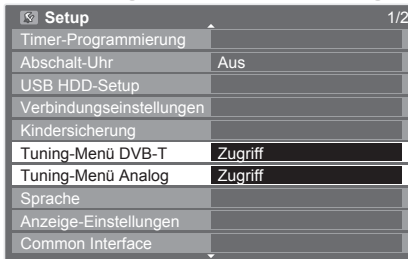 Setup 1/2
Timer-Programmierung
Abschalt-Uhr Aus
USB HDD-Setup
Verbindungseinstellungen
Kindersicherung
Tuning-Menü DVB-T Zugriff
Tuning-Menü Analog Zugriff
Sprache
Anzeige-Einstellungen
Common Interface